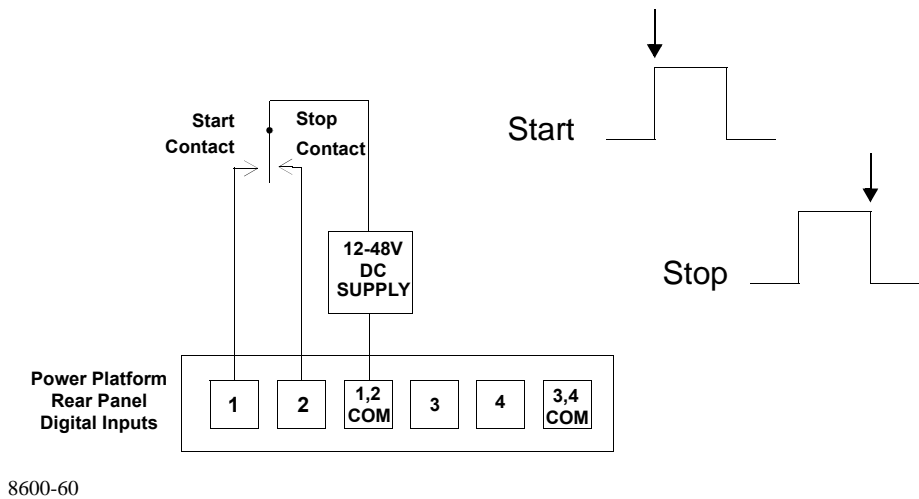 Start
Contact
Stop
Contact
Start
Stop
12-48V
DC
SUPPLY
Power Platform
Rear Panel
Digital Inputs
1
2
1,2
COM
3
4
3,4
COM
8600-60